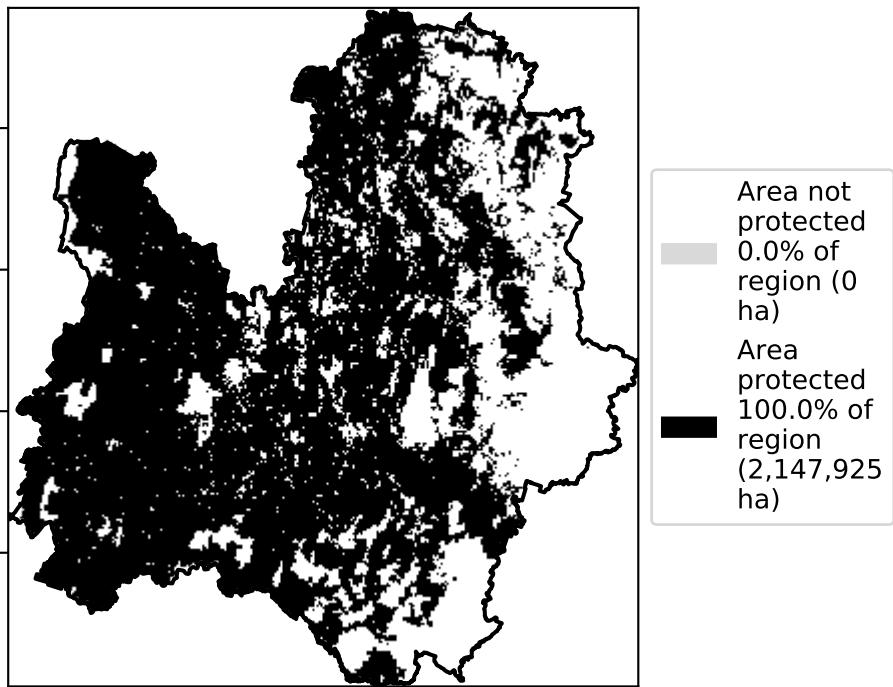 Area not
protected
0.0% of
region (0
ha)
Area
protected
100.0% of
region
(2,147,925
ha)